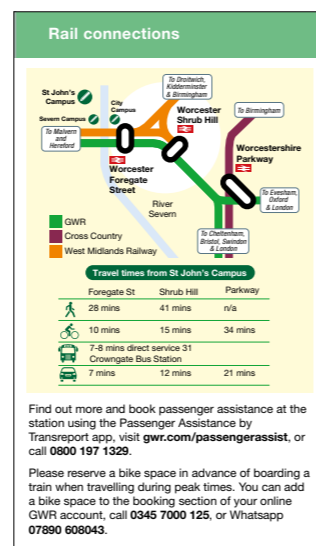 Rail connections
To Droitwich,
Kidderminster
& Birmingham
St John's
Campus
City
Campus
Severn Campus
Worcester
Shrub Hill
To Birmingham
To Malvern
and
Hereford
Worcestershire
Parkway
Worcester
Foregate
Street
River
Severn
To Evesham,
Oxford
& London
GWR
Cross Country
West Midlands Railway
To Cheltenham,
Bristol, Swindon
& London
Travel times from St John's Campus
Foregate St Shrub Hill Parkway
28 mins 41 mins n/a
10 mins 15 mins 34 mins
7-8 mins direct service 31
Crowngate Bus Station
7 mins 12 mins 21 mins
Find out more and book passenger assistance at the
station using the Passenger Assistance by
Transreport app, visit gwr.com/passengerassist, or
call 0800 197 1329.
Please reserve a bike space in advance of boarding a
train when travelling during peak times. You can add
a bike space to the booking section of your online
GWR account, call 0345 7000 125, or Whatsapp
07890 608043.